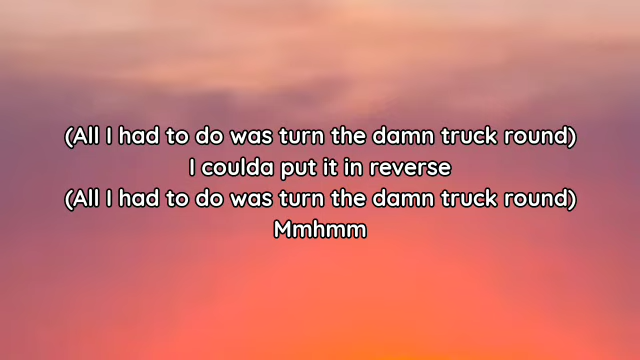 (All I had to do was turn the damn truck round)
I coulda put it in reverse
(All I had to do was turn the damn truck round)
Mmhmm